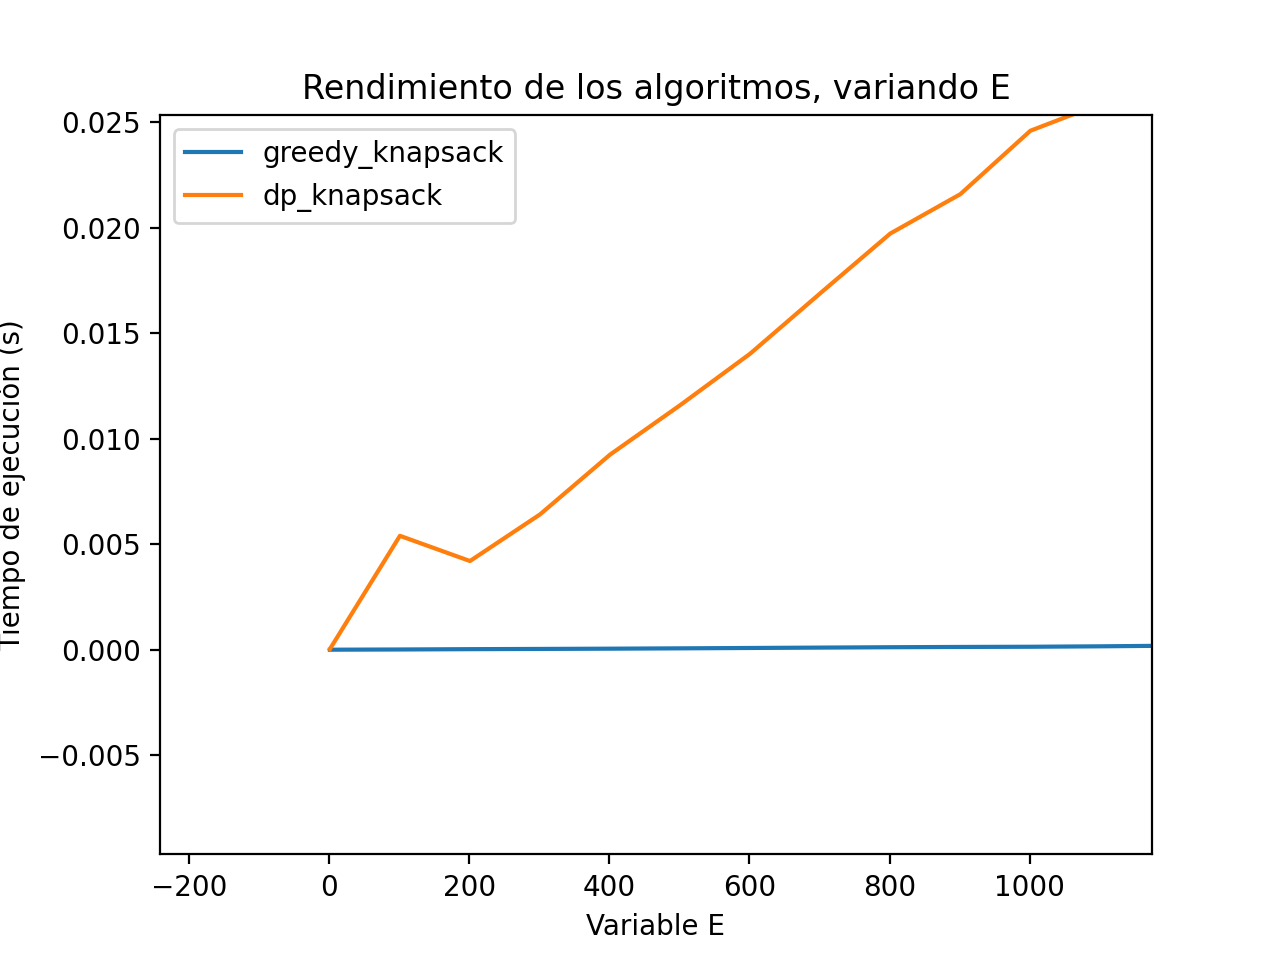 Rendimiento de los algoritmos, variando E
greedy_knapsack
dp_knapsack
0.025
0.020
0.015
0.010
0.005
0.000
−0.005
Tiempo de ejecución (s)
−200 0 200 400 600 800 1000
Variable E